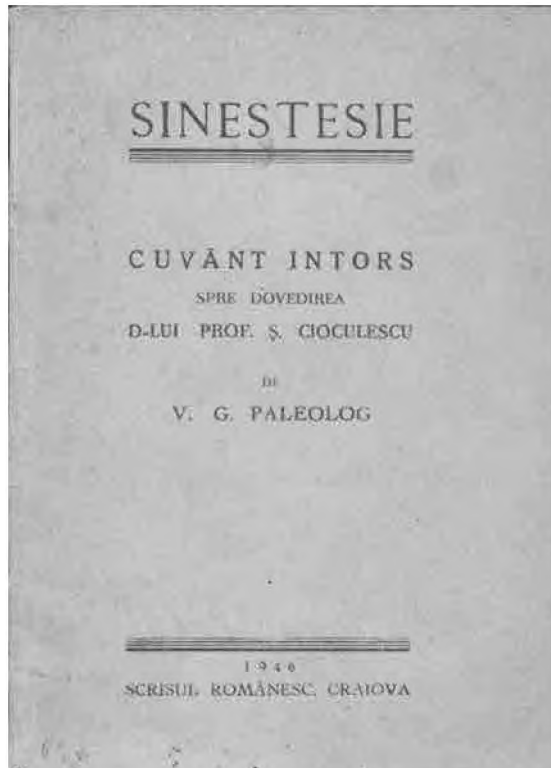 SINESTESIE
CUVÂNT INTORS
SPRE DOVEDIREA
D-LUI PROF. Ș. CIOCULESCU
DE
V. G. PALEOLOG
1946
SCRISUL ROMÂNESC, CRAIOVA